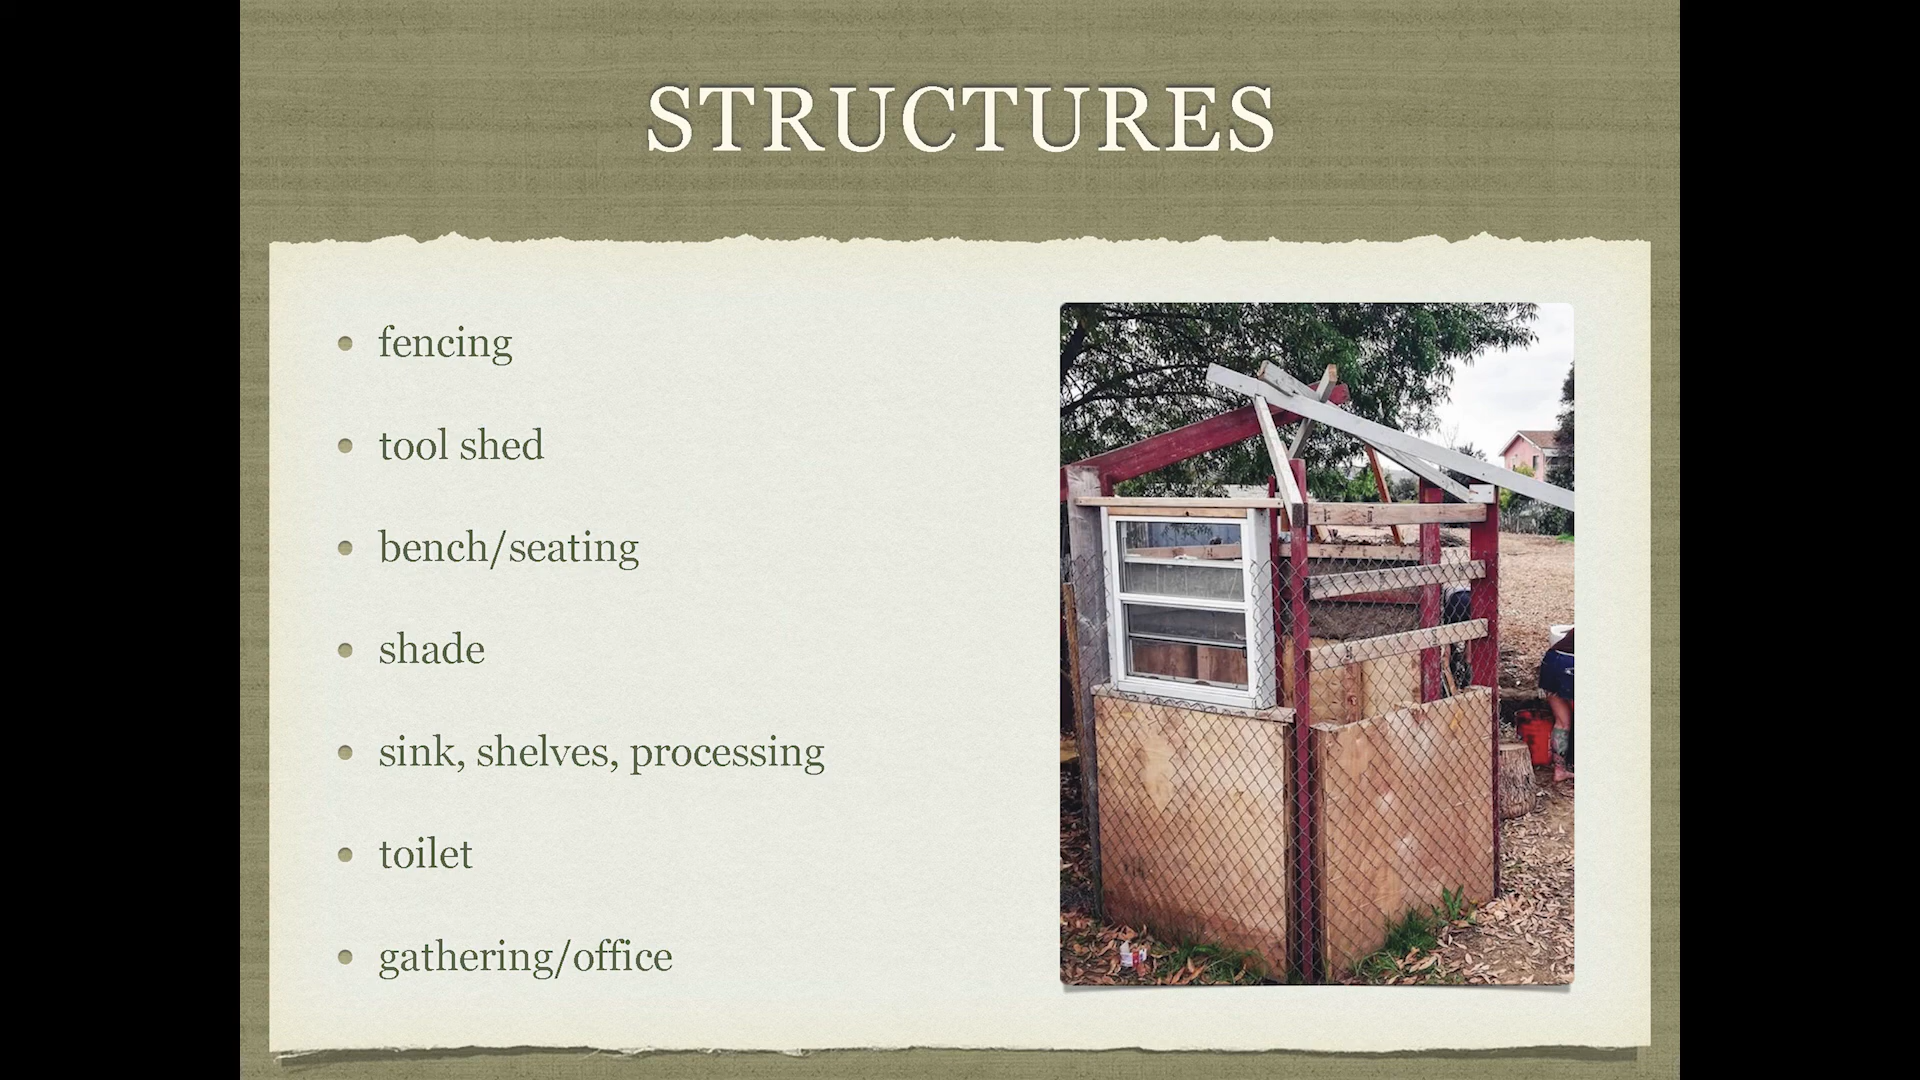 STRUCTURES
fencing
tool shed
bench/seating
shade
sink, shelves, processing
toilet
gathering/office